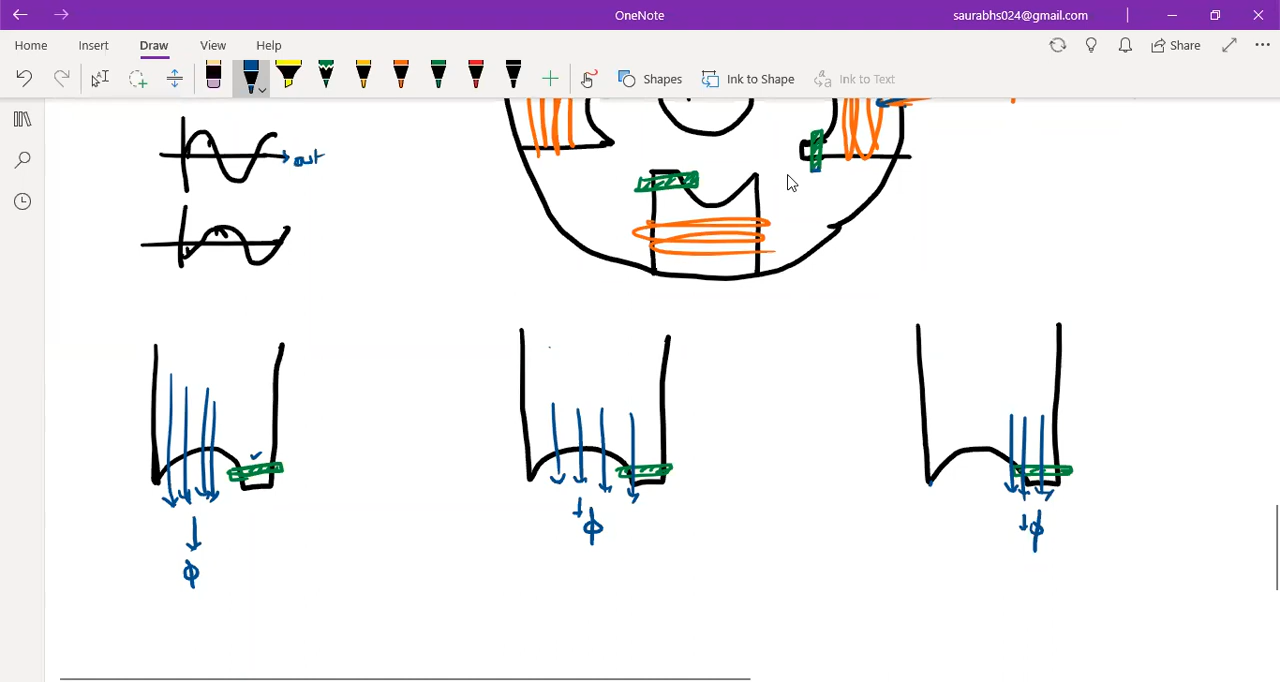 OneNote
saurabhs024@gmail.com
Home Insert Draw View Help
Share
Shapes Ink to Shape Ink to Text
out
ϕ
ϕ
ϕ